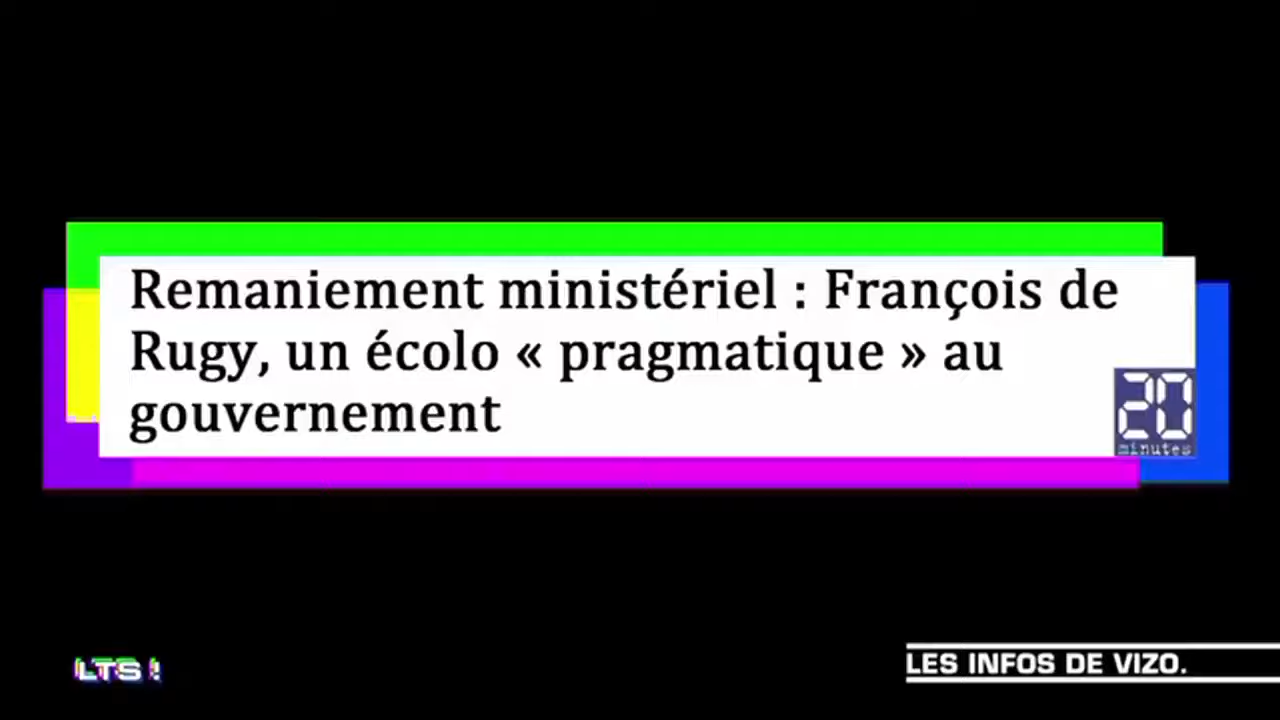 Remaniement ministériel : François de
Rugy, un écolo « pragmatique » au
gouvernement
20
minutes
LTS !
LES INFOS DE VIZO.